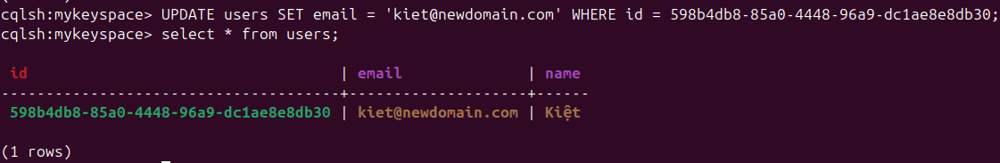 cqlsh:mykeyspace> UPDATE users SET email = 'kiet@newdomain.com' WHERE id = 598b4db8-85a0-4448-96a9-dc1ae8e8db30;
cqlsh:mykeyspace> select * from users;
 id                                   | email              | name
--------------------------------------+--------------------+------
 598b4db8-85a0-4448-96a9-dc1ae8e8db30 | kiet@newdomain.com | Kiệt
(1 rows)